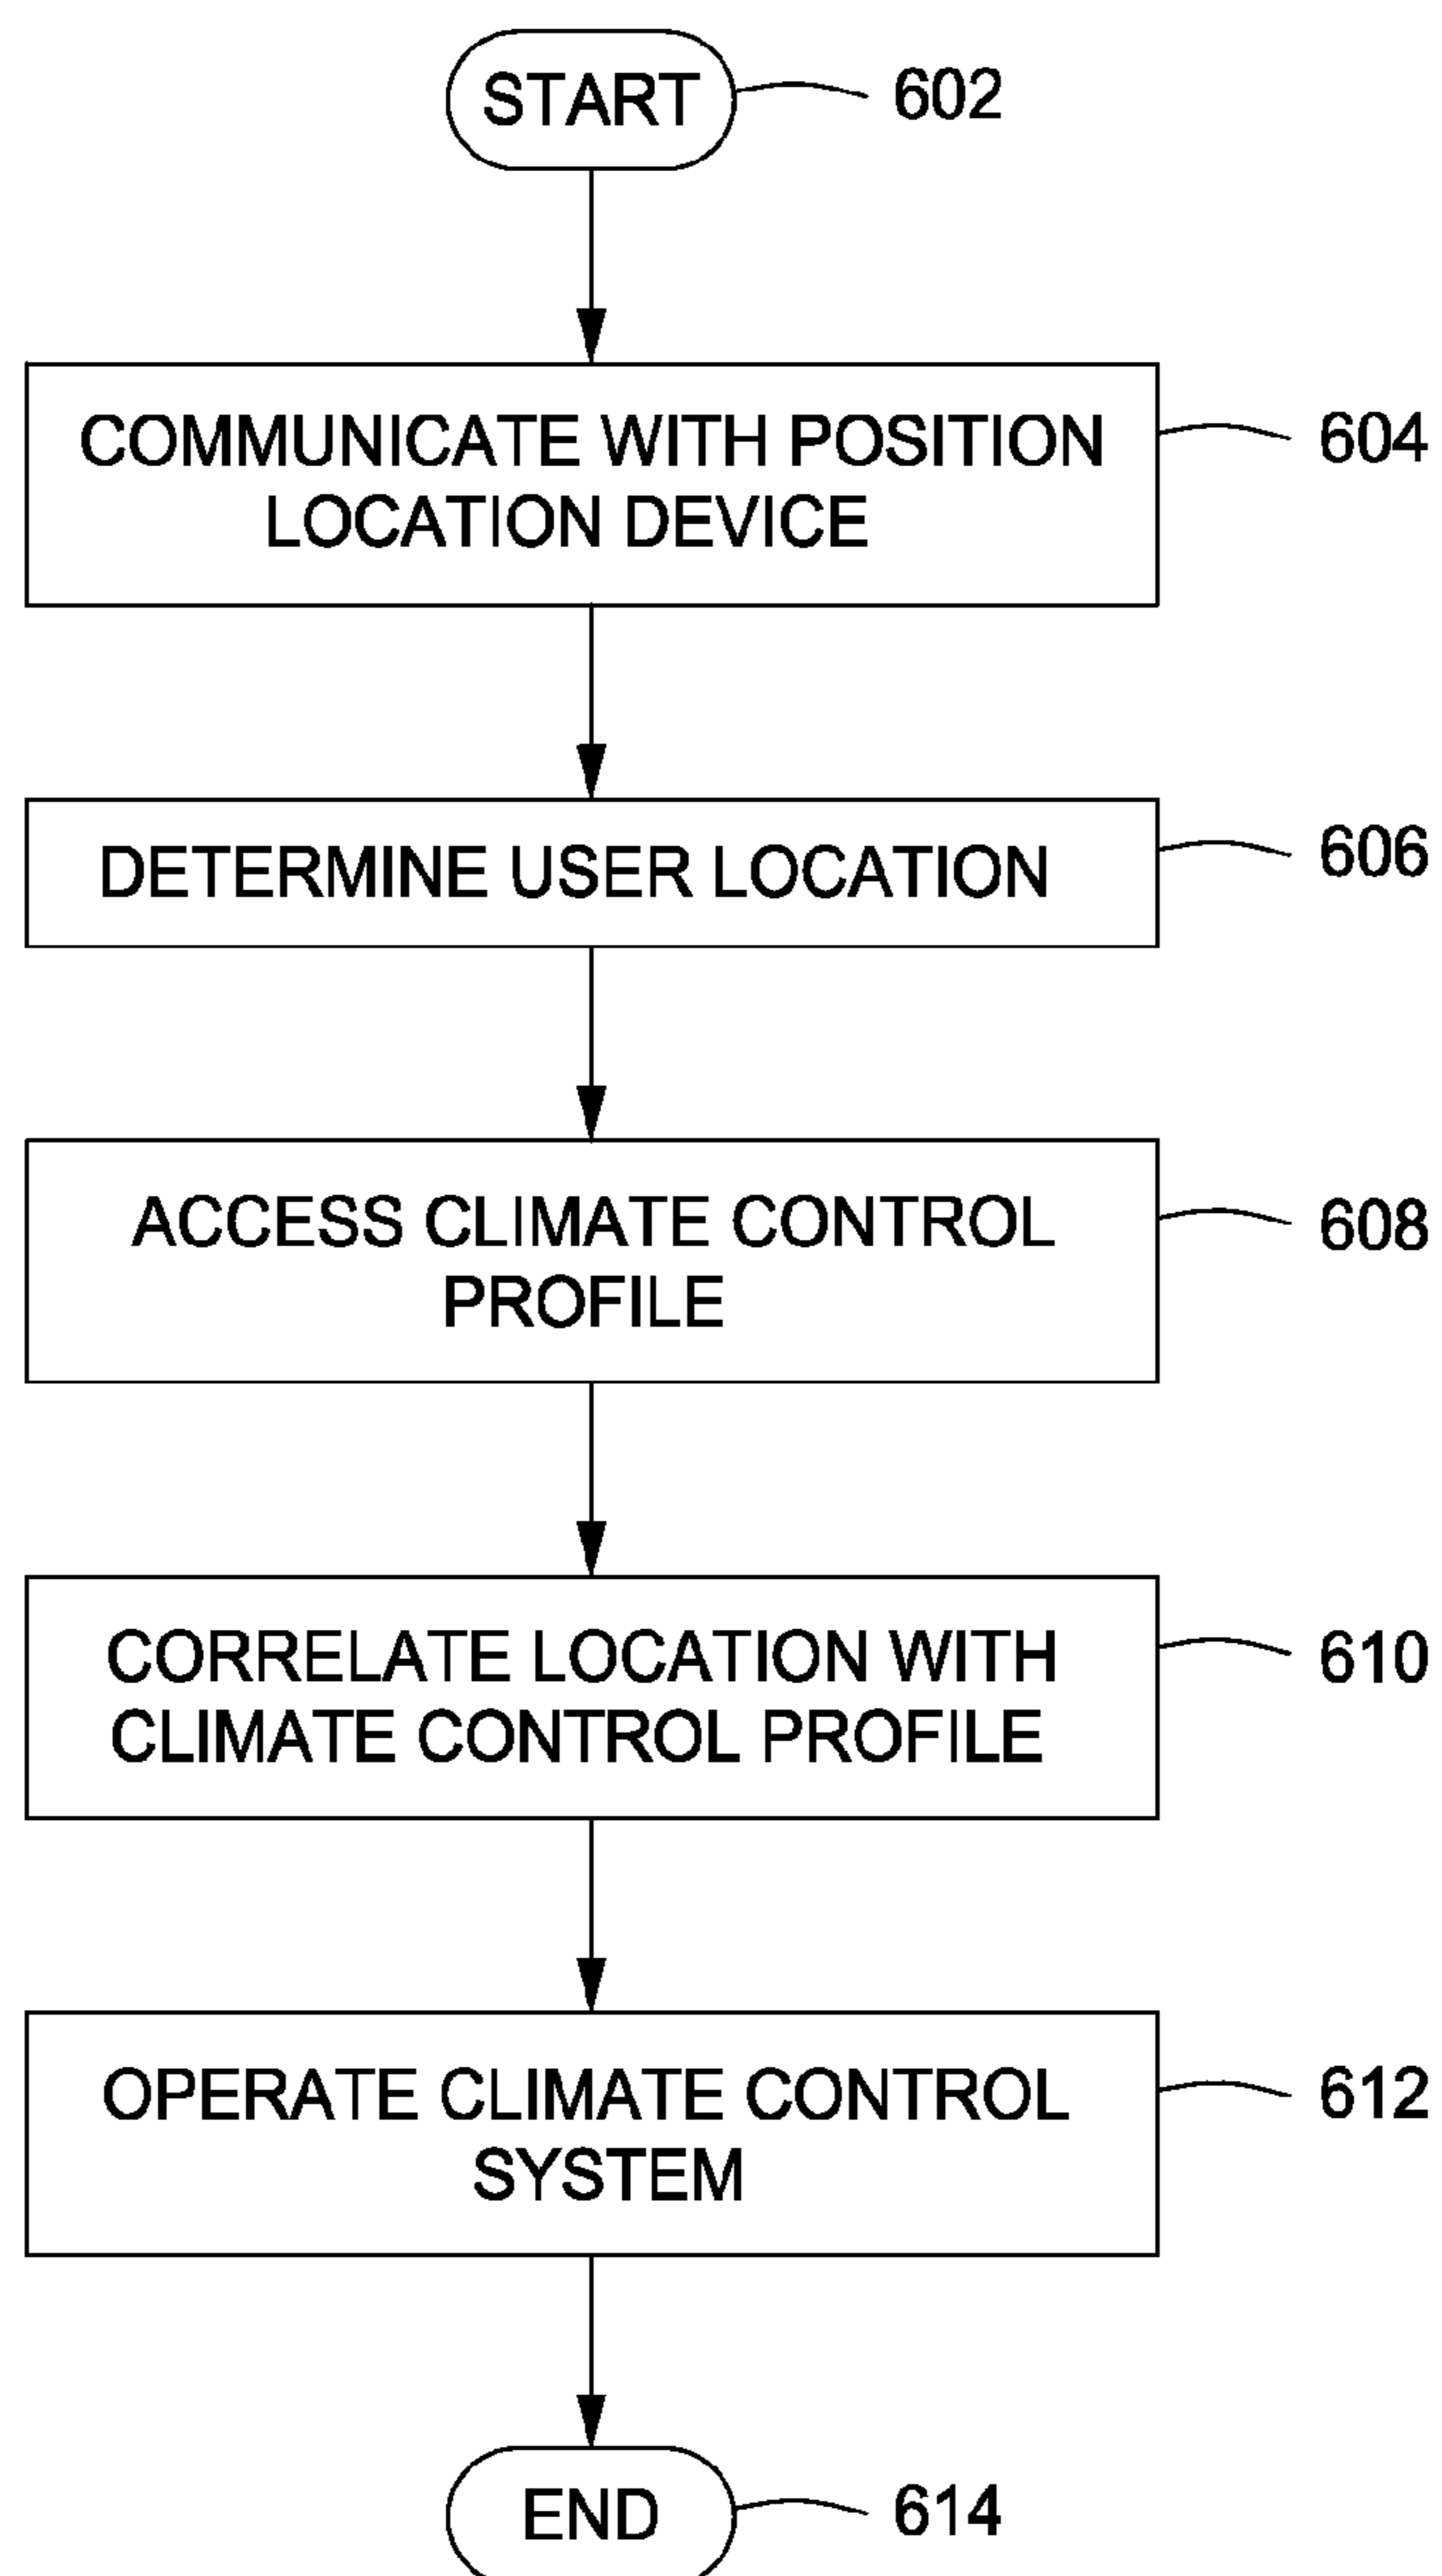 START
602
COMMUNICATE WITH POSITION
LOCATION DEVICE
604
DETERMINE USER LOCATION
606
ACCESS CLIMATE CONTROL
PROFILE
608
CORRELATE LOCATION WITH
CLIMATE CONTROL PROFILE
610
OPERATE CLIMATE CONTROL
SYSTEM
612
END
614